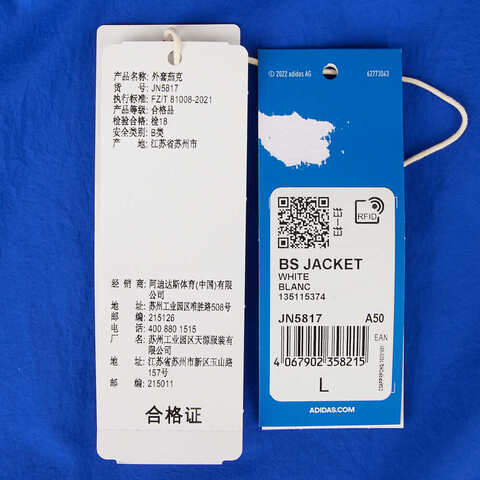 产品名称: 外套茄克
货 号: JN5817
执行标准: FZ/T 81008-2021
产品等级: 合格品
检验合格: 检18
安全类别: B类
产 地: 江苏省苏州市
经 销 商: 阿迪达斯体育(中国)有限
公司
地 址: 苏州工业园区唯胜路508号
邮 编: 215126
电 话: 400 880 1515
厂 名: 苏州工业园区天源服装有
限公司
地 址: 江苏省苏州市新区玉山路
157号
邮 编: 215011
合格证
© 2022 adidas AG
62773043
RFID
BS JACKET
WHITE
BLANC
135115374
JN5817 A50
EAN
4 067902 358215
L
ADIDAS.COM